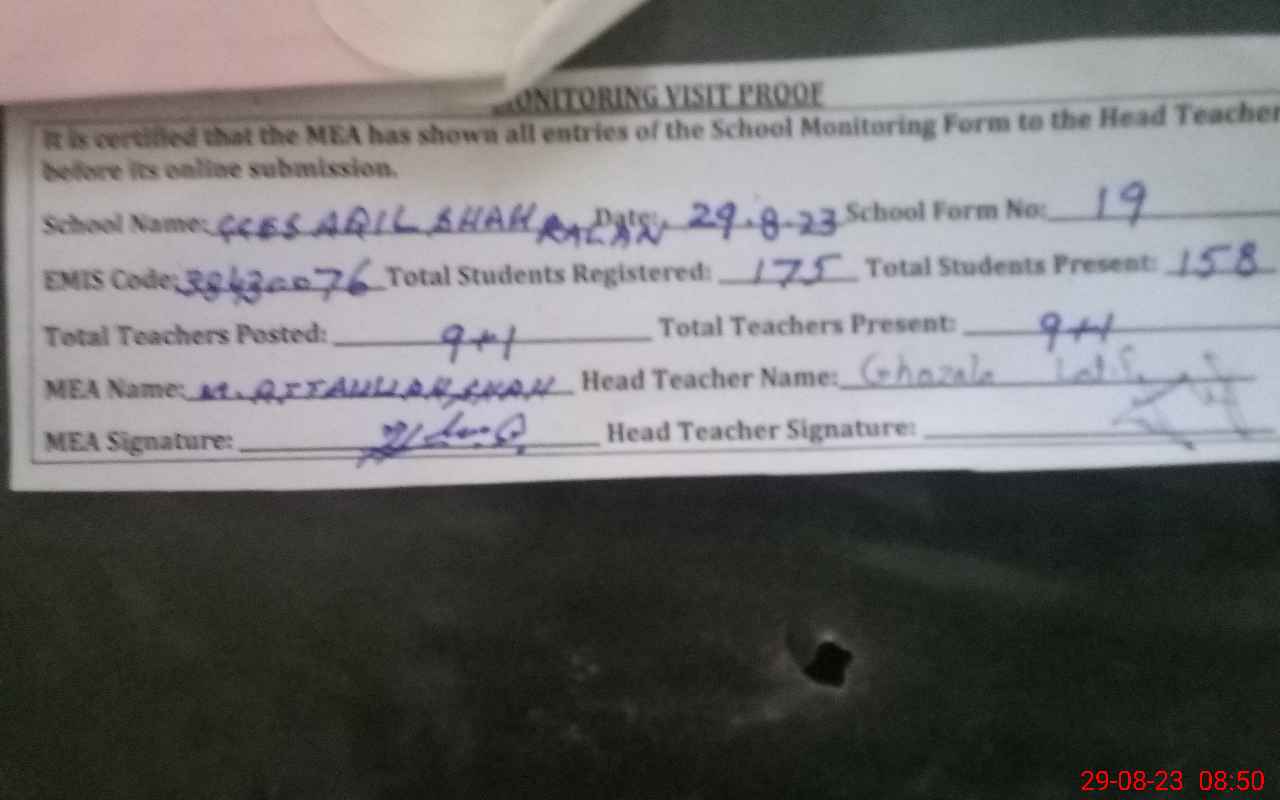 MONITORING VISIT PROOF
It is certified that the MEA has shown all entries of the School Monitoring Form to the Head Teacher
before its online submission.
School Name: GGES AQIL SHAH Date: 29.8.23 School Form No: 19
EMIS Code: 38430076 Total Students Registered: 175 Total Students Present: 158
Total Teachers Posted: 9+1 Total Teachers Present: 9+1
MEA Name: M. ATTAULLAH SHAH Head Teacher Name: Ghazala
MEA Signature: Head Teacher Signature:
29-08-23 08:50